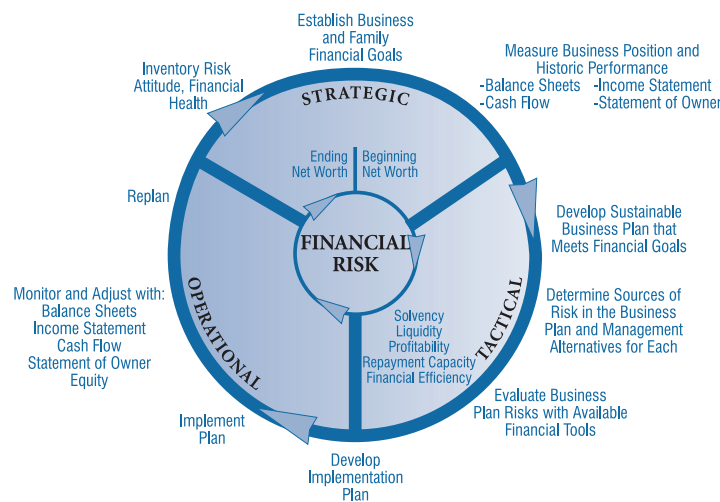 Establish Business
and Family
Financial Goals
Measure Business Position and
Historic Performance
-Balance Sheets -Income Statement
-Cash Flow -Statement of Owner
Inventory Risk
Attitude, Financial
Health
STRATEGIC
Ending
Net Worth
Beginning
Net Worth
Replan
Develop Sustainable
Business Plan that
Meets Financial Goals
FINANCIAL
RISK
Monitor and Adjust with:
Balance Sheets
Income Statement
Cash Flow
Statement of Owner
Equity
OPERATIONAL
Solvency
Liquidity
Profitability
Repayment Capacity
Financial Efficiency
TACTICAL
Determine Sources of
Risk in the Business
Plan and Management
Alternatives for Each
Evaluate Business
Plan Risks with Available
Financial Tools
Implement
Plan
Develop
Implementation
Plan